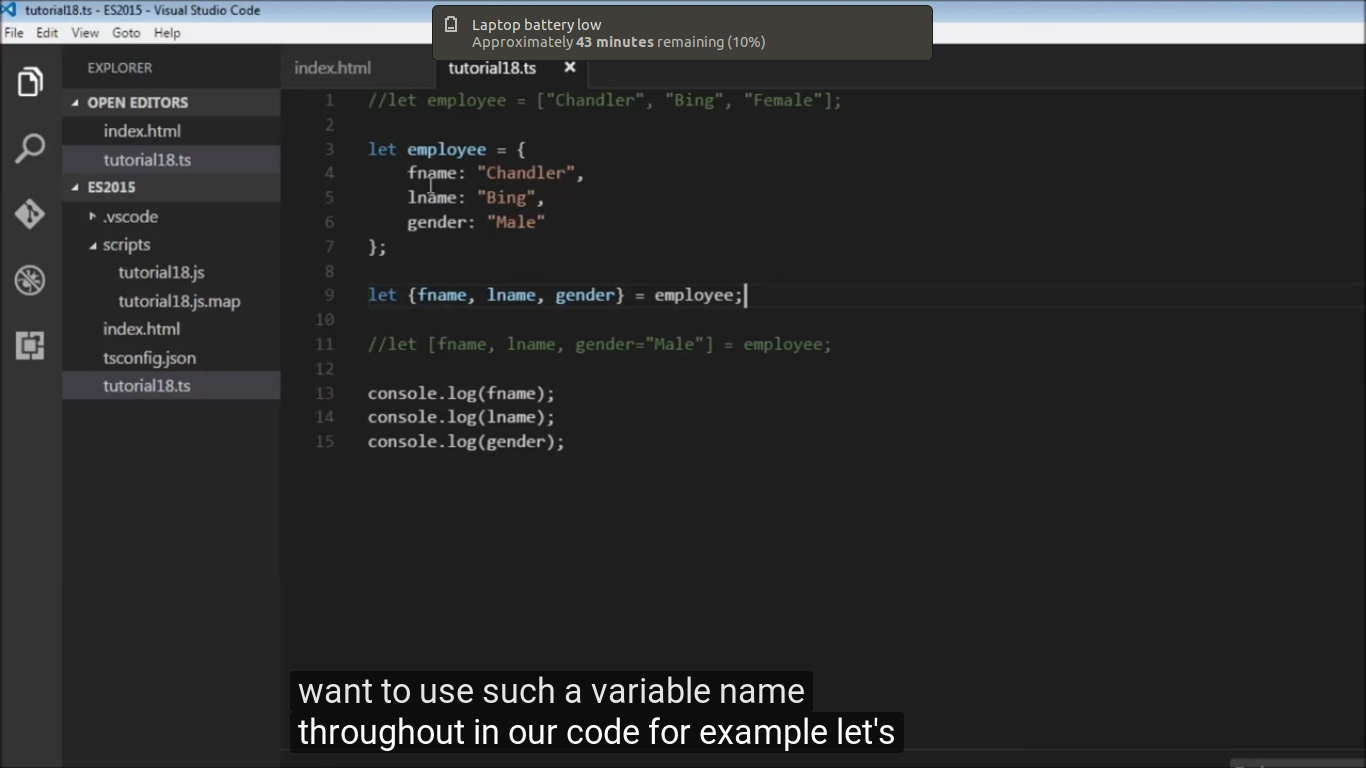 tutorial18.ts - ES2015 - Visual Studio Code
File Edit View Goto Help
Laptop battery low
Approximately 43 minutes remaining (10%)
EXPLORER
OPEN EDITORS
index.html
tutorial18.ts
ES2015
.vscode
scripts
tutorial18.js
tutorial18.js.map
index.html
tsconfig.json
tutorial18.ts
index.html tutorial18.ts
1 //let employee = ["Chandler", "Bing", "Female"];
2
3 let employee = {
4 fname: "Chandler",
5 lname: "Bing",
6 gender: "Male"
7 };
8
9 let {fname, lname, gender} = employee;
10
11 //let [fname, lname, gender="Male"] = employee;
12
13 console.log(fname);
14 console.log(lname);
15 console.log(gender);
want to use such a variable name
throughout in our code for example let's